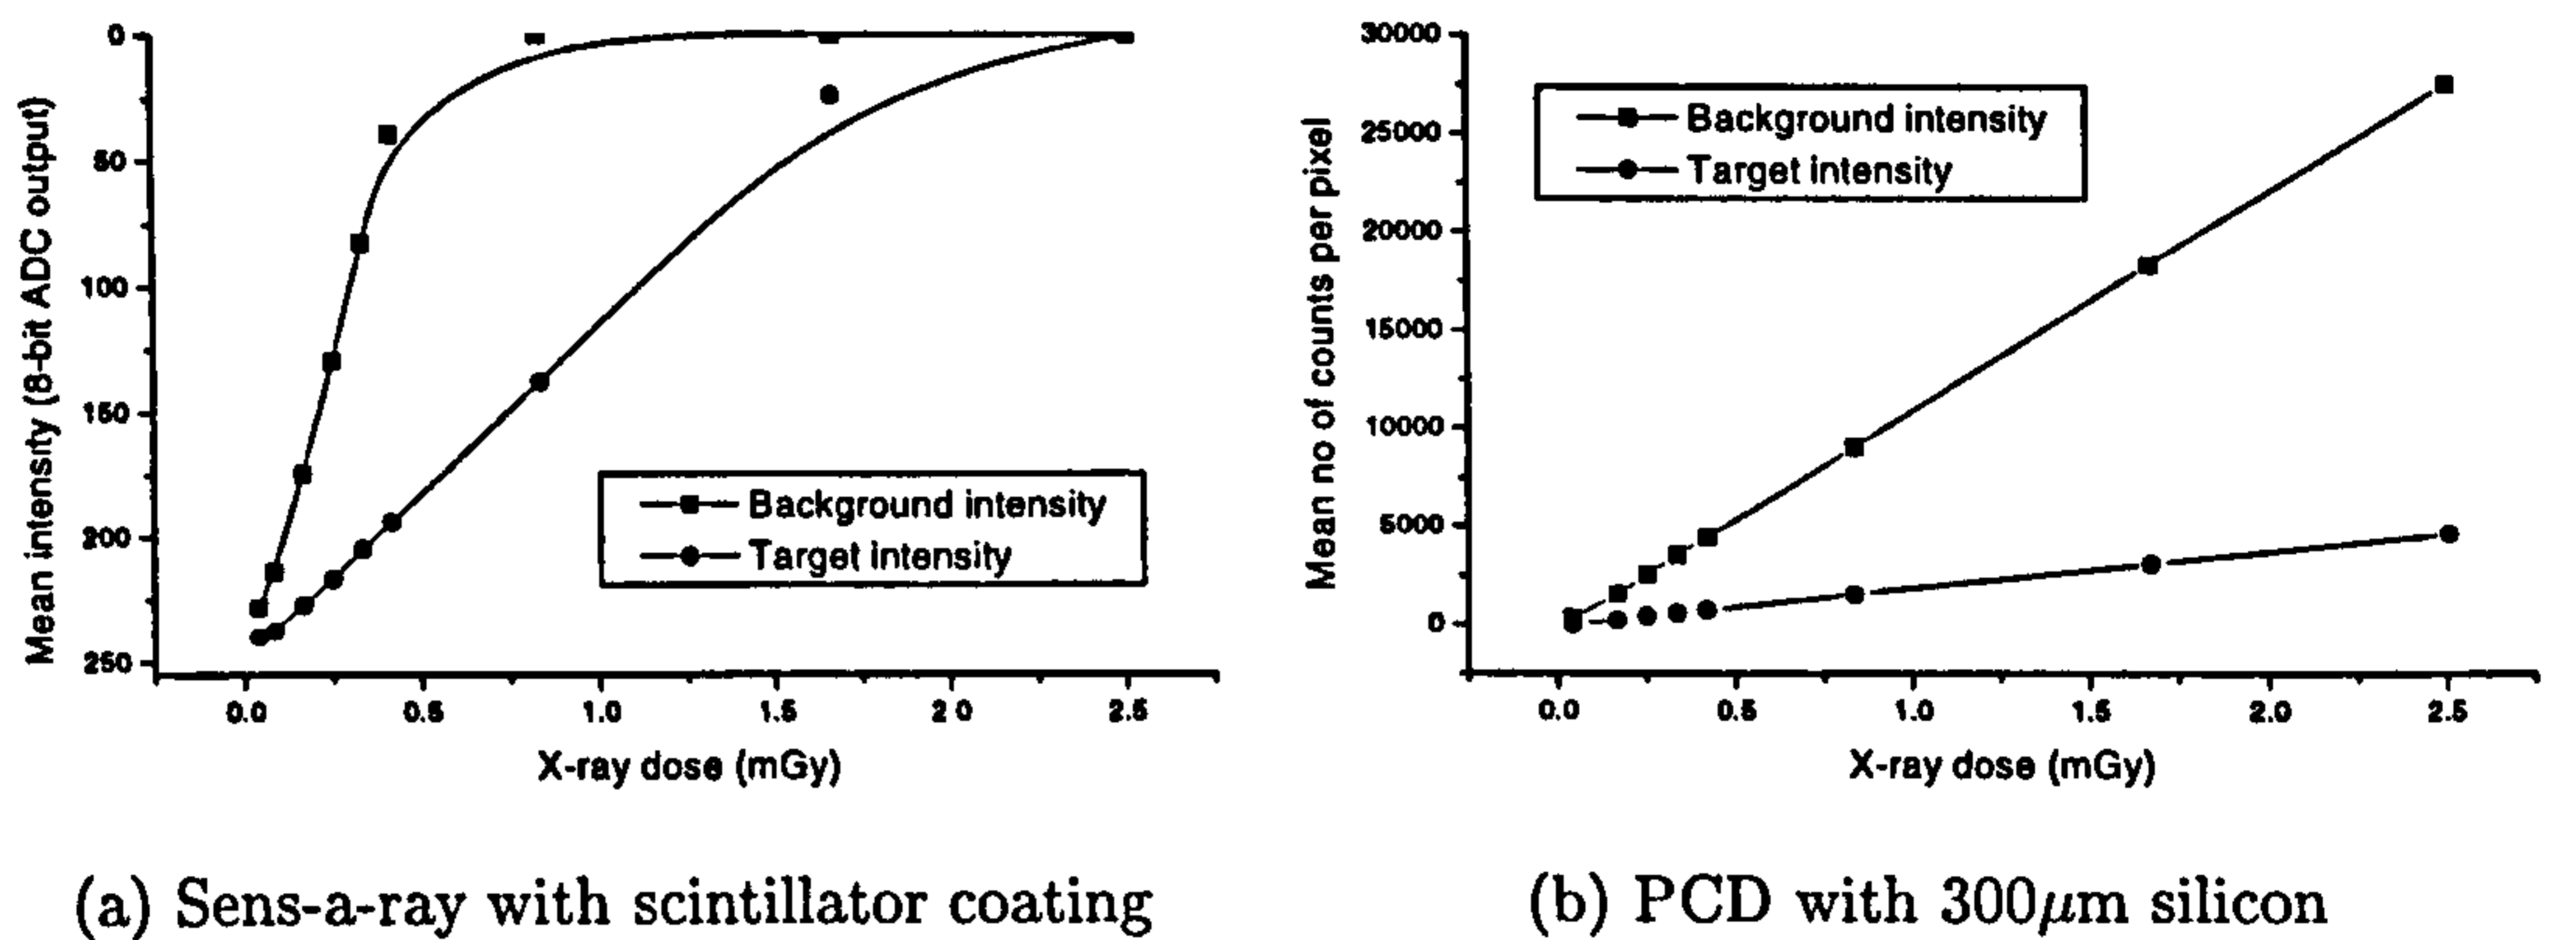 Mean intensity (8-bit ADC output)
0
50
100
150
200
250
Background intensity
Target intensity
0.0 0.5 1.0 1.5 2 0 2.5
X-ray dose (mGy)
(a) Sens-a-ray with scintillator coating
Mean no of counts per pixel
30000
25000
20000
15000
10000
5000
0
Background intensity
Target intensity
0.0 0.5 1.0 1.5 2.0 2.5
X-ray dose (mGy)
(b) PCD with 300μm silicon